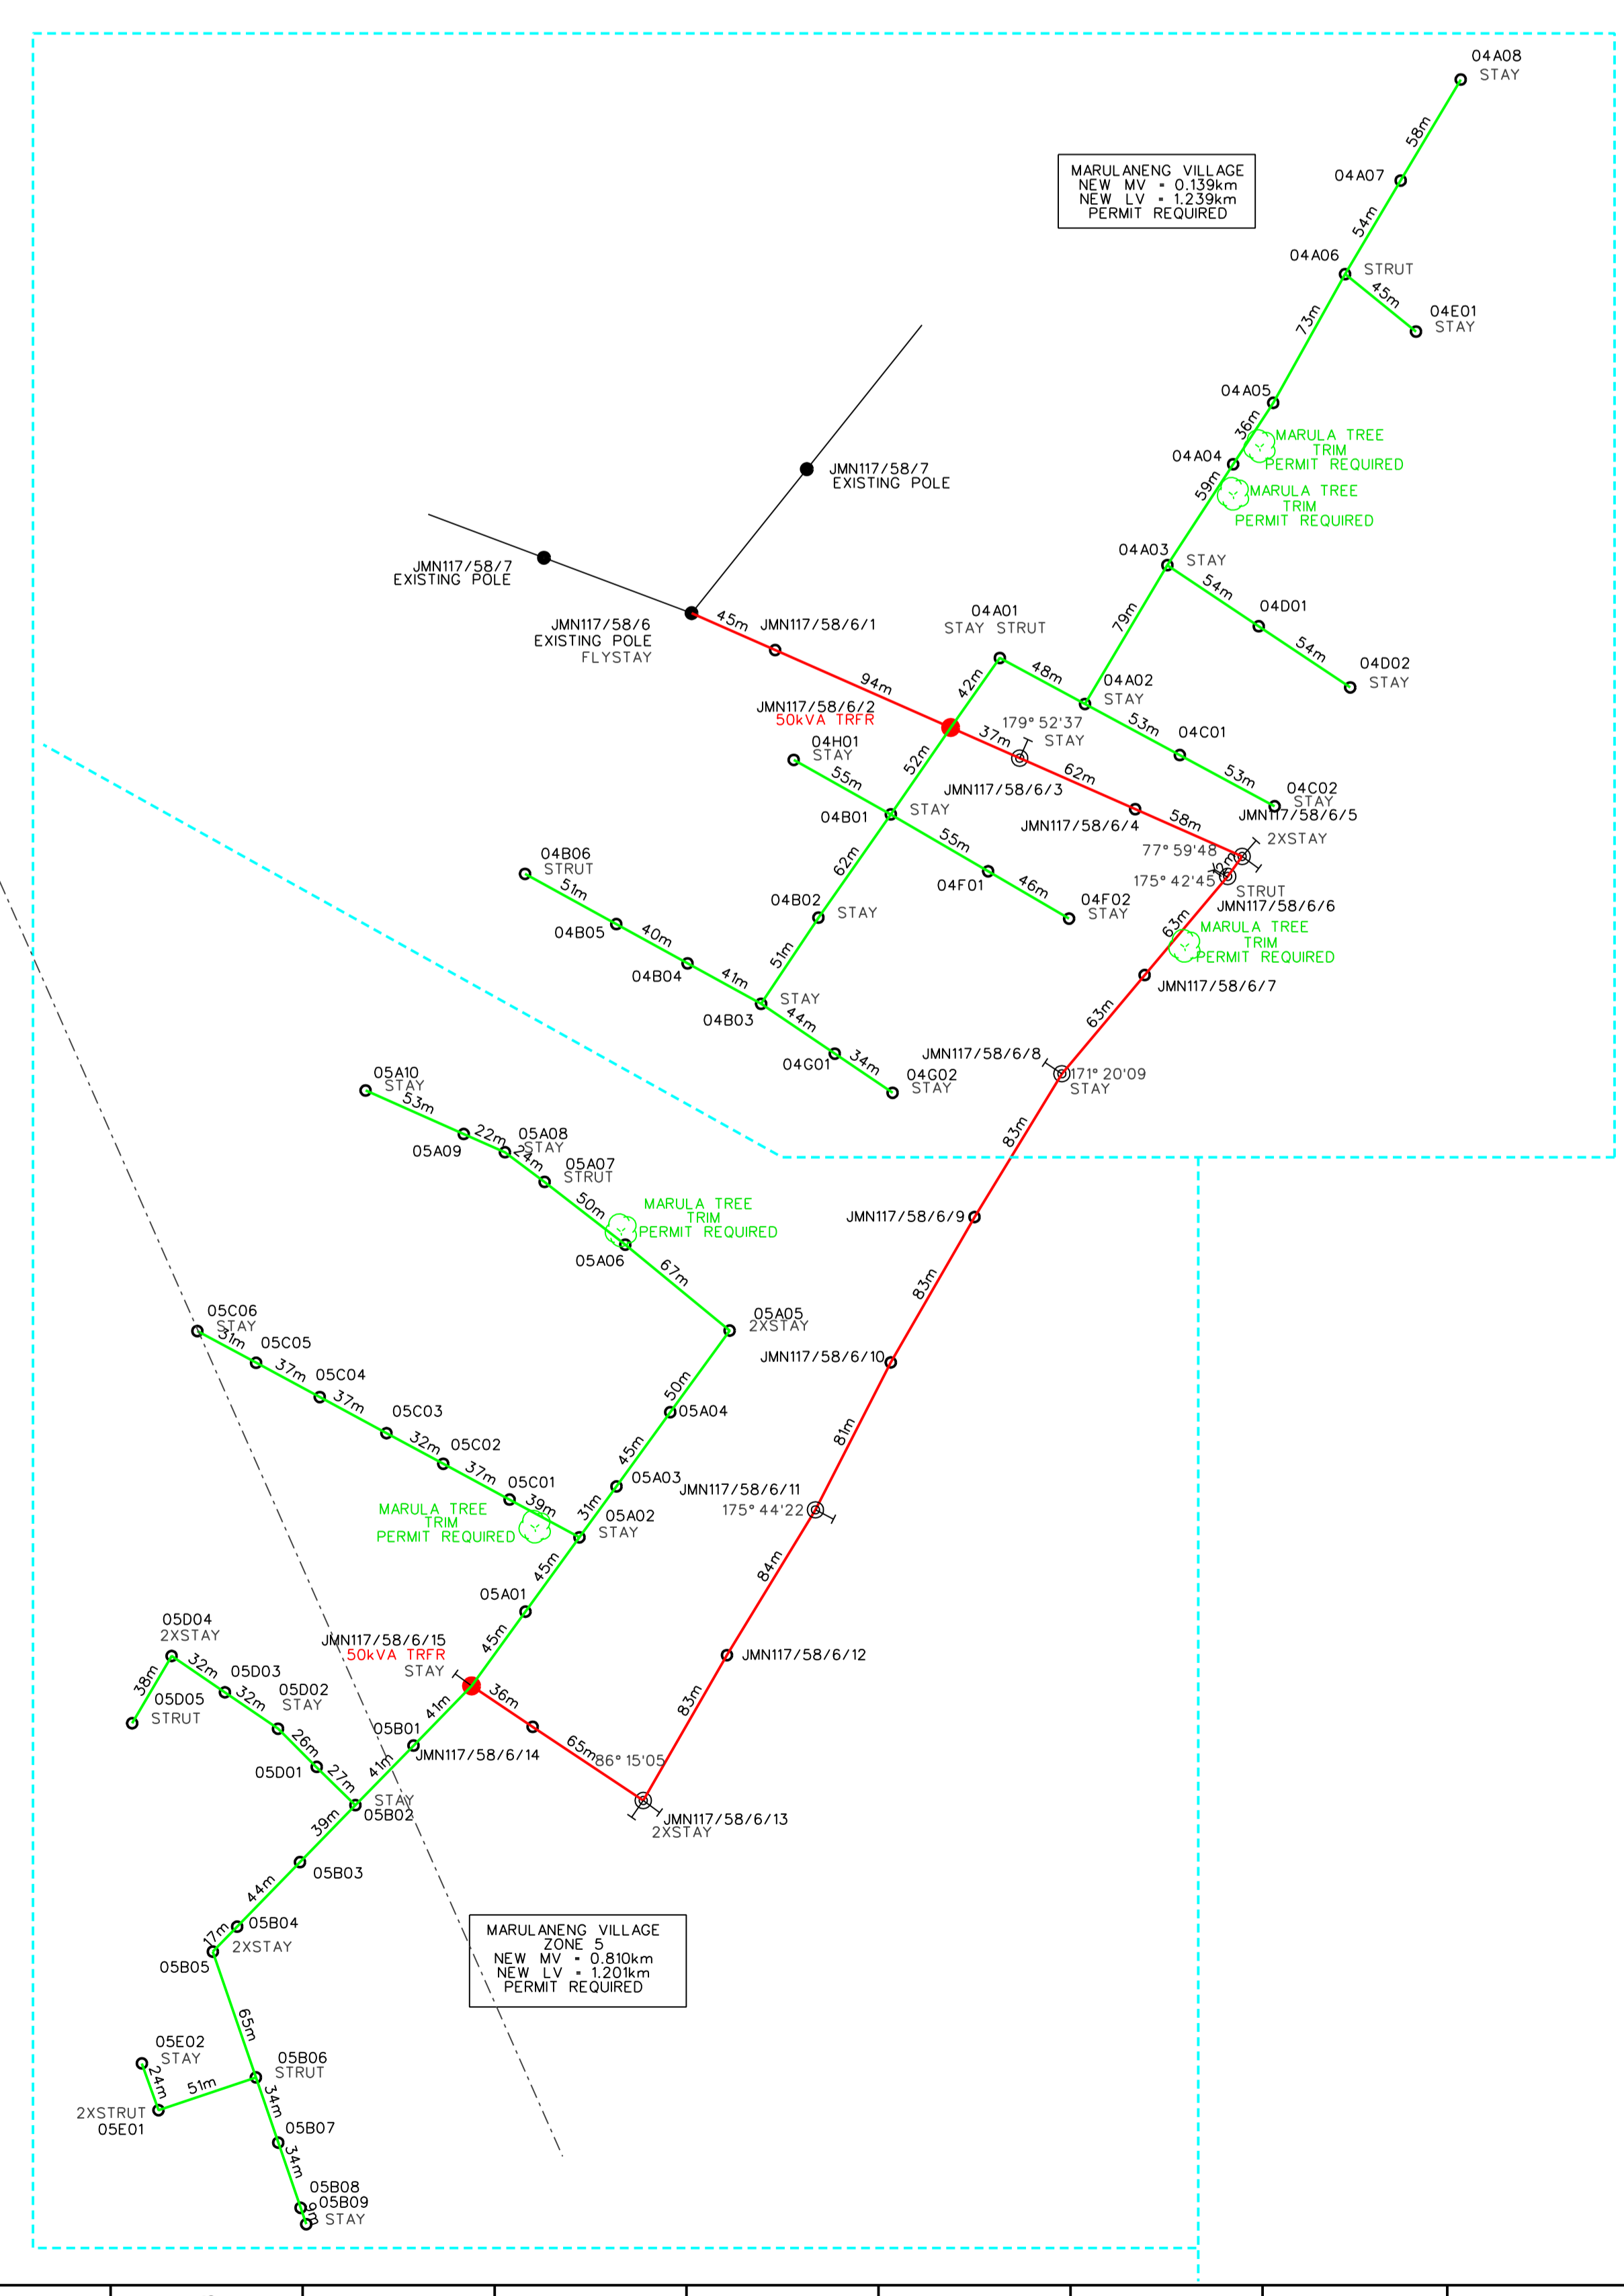 04A08
STAY
58m
MARULANENG VILLAGE
NEW MV = 0.139km
NEW LV = 1.239km
PERMIT REQUIRED
04A07
54m
04A06
STRUT
45m
04E01
STAY
73m
04A05
36m
MARULA TREE
TRIM
PERMIT REQUIRED
04A04
59m
MARULA TREE
TRIM
PERMIT REQUIRED
JMN117/58/7
EXISTING POLE
JMN117/58/7
EXISTING POLE
04A03
STAY
54m
04D01
54m
04D02
STAY
79m
JMN117/58/6
EXISTING POLE
FLYSTAY
45m
JMN117/58/6/1
94m
04A01
STAY STRUT
48m
42m
04A02
STAY
JMN117/58/6/2
50kVA TRFR
179° 52'37
STAY
37m
53m
04C01
53m
04C02
STAY
04H01
STAY
55m
52m
JMN117/58/6/3
62m
JMN117/58/6/5
04B01
STAY
JMN117/58/6/4
58m
2XSTAY
77° 59'48
12m
175° 42'45
STRUT
JMN117/58/6/6
04B06
STRUT
51m
62m
55m
04F01
46m
04F02
STAY
04B05
40m
04B02
STAY
63m
MARULA TREE
TRIM
PERMIT REQUIRED
04B04
41m
51m
JMN117/58/6/7
04B03
STAY
44m
63m
04G01
34m
04G02
STAY
JMN117/58/6/8
171° 20'09
STAY
05A10
STAY
53m
05A09
22m
05A08
STAY
24m
05A07
STRUT
83m
50m
MARULA TREE
TRIM
PERMIT REQUIRED
05A06
67m
JMN117/58/6/9
83m
05A05
2XSTAY
05C06
STAY
31m
05C05
37m
05C04
37m
05C03
32m
05C02
37m
05C01
39m
JMN117/58/6/10
50m
05A04
81m
45m
05A03
JMN117/58/6/11
175° 44'22
31m
05A02
STAY
MARULA TREE
TRIM
PERMIT REQUIRED
45m
84m
05A01
05D04
2XSTAY
JMN117/58/6/15
50kVA TRFR
STAY
45m
JMN117/58/6/12
32m
05D03
38m
32m
05D02
STAY
05D05
STRUT
36m
41m
83m
05B01
JMN117/58/6/14
65m
86° 15'05
26m
05D01
27m
41m
STAY
05B02
JMN117/58/6/13
2XSTAY
39m
05B03
44m
05B04
17m
2XSTAY
05B05
MARULANENG VILLAGE
ZONE 5
NEW MV = 0.810km
NEW LV = 1.201km
PERMIT REQUIRED
65m
05E02
STAY
24m
51m
05B06
STRUT
2XSTRUT
05E01
34m
05B07
34m
05B08
9m
05B09
STAY